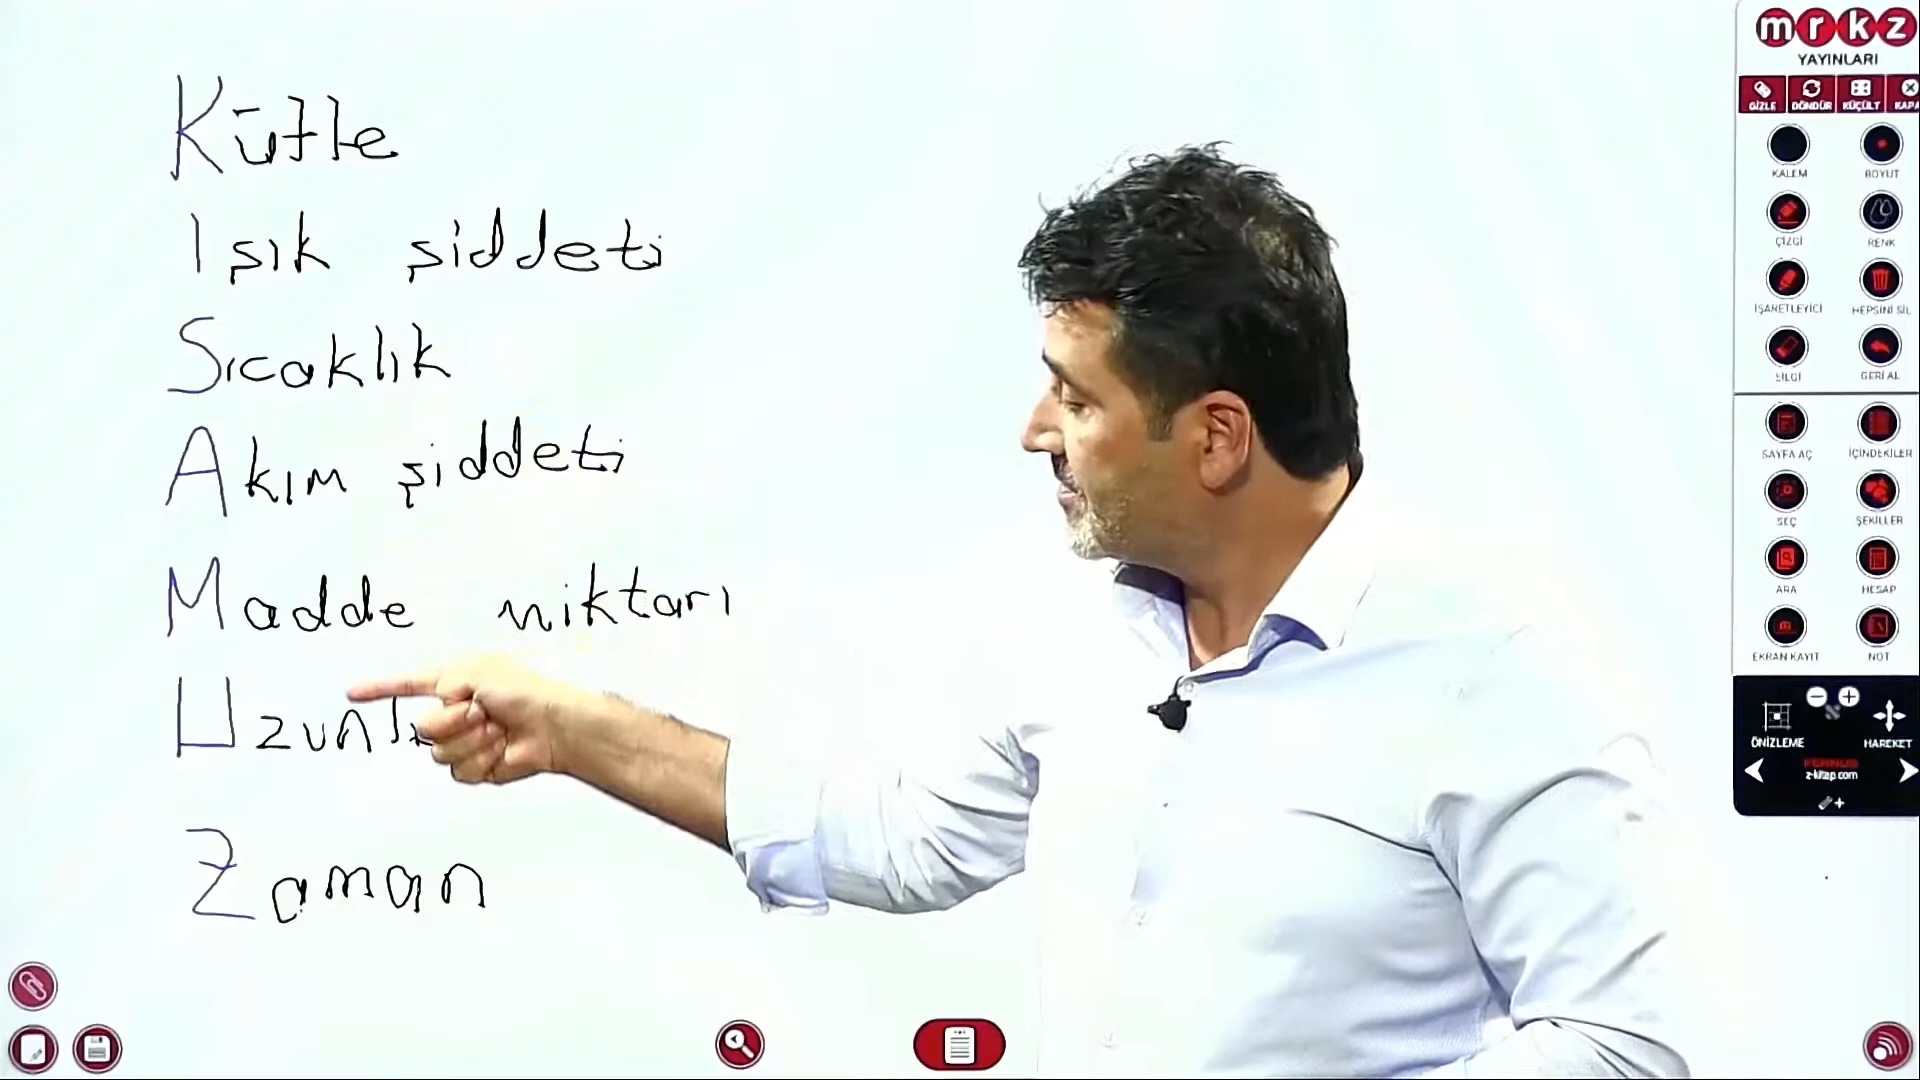 Kütle
Işık şiddeti
Sıcaklık
Akım şiddeti
Madde miktarı
Zaman
mrkz
YAYINLARI
GİZLE DÖNDÜR KÜÇÜLT
KALEM BOYUT
ÇİZGİ RENK
İŞARETLEYİCİ HEPSİNİ SİL
SİLGİ GERİ AL
SAYFA AÇ İÇİNDEKİLER
SEÇ ŞEKİLLER
ARA HESAP
EKRAN KAYIT NOT
ÖNİZLEME HAREKET
FERNUS
z-kitap.com